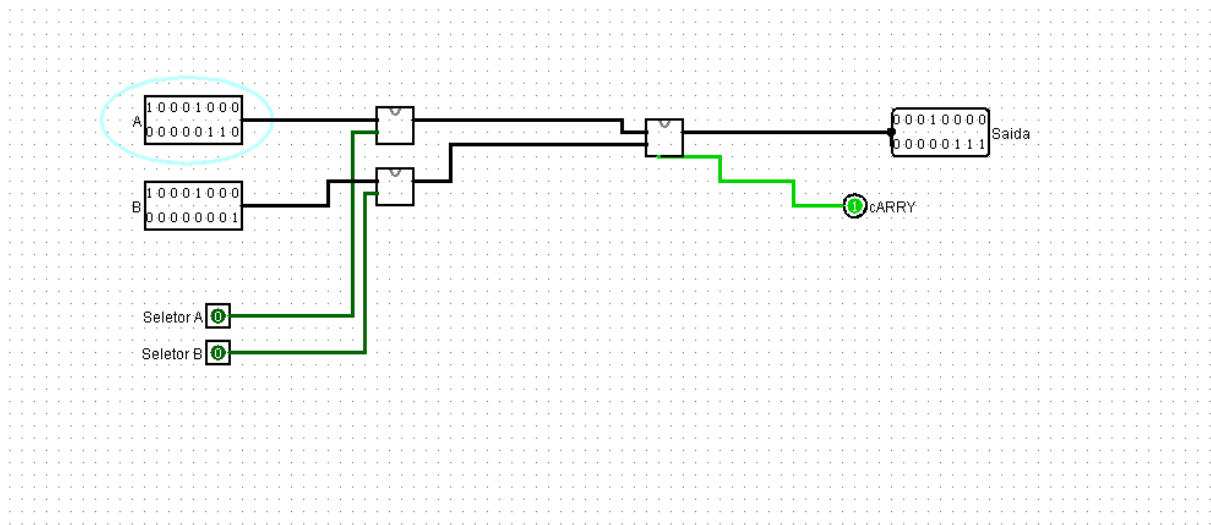 1 0 0 0 1 0 0 0
A
0 0 0 0 0 1 1 0
1 0 0 0 1 0 0 0
B
0 0 0 0 0 0 0 1
0 0 0 1 0 0 0 0
Saida
0 0 0 0 0 1 1 1
1 cARRY
Seletor A 0
Seletor B 0